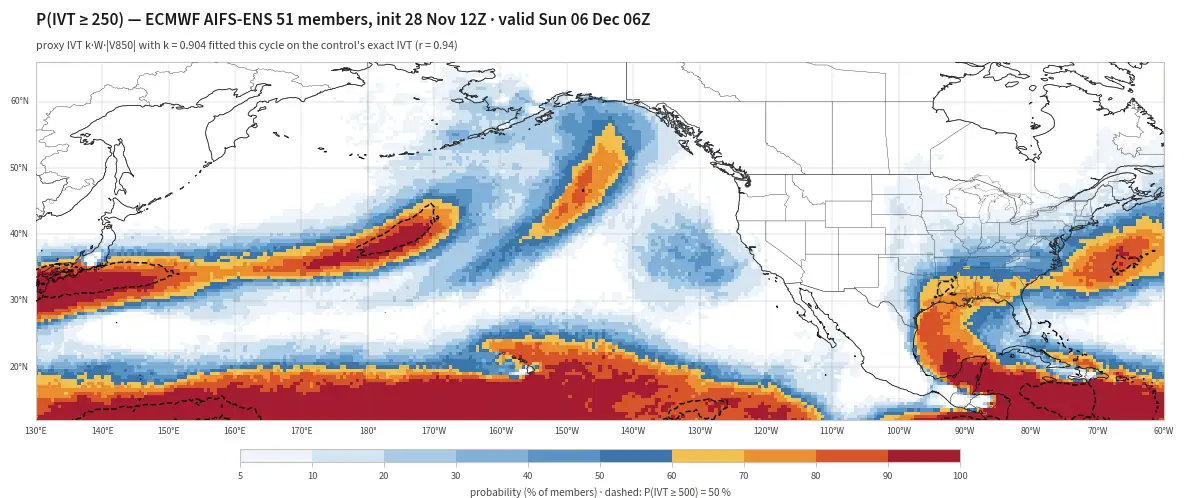 P(IVT ≥ 250) — ECMWF AIFS-ENS 51 members, init 28 Nov 12Z · valid Sun 06 Dec 06Z
proxy IVT k·W·|V850| with k = 0.904 fitted this cycle on the control's exact IVT (r = 0.94)
60°N
50°N
40°N
30°N
20°N
130°E 140°E 150°E 160°E 170°E 180° 170°W 160°W 150°W 140°W 130°W 120°W 110°W 100°W 90°W 80°W 70°W 60°W
5 10 20 30 40 50 60 70 80 90 100
probability (% of members) · dashed: P(IVT ≥ 500) = 50 %